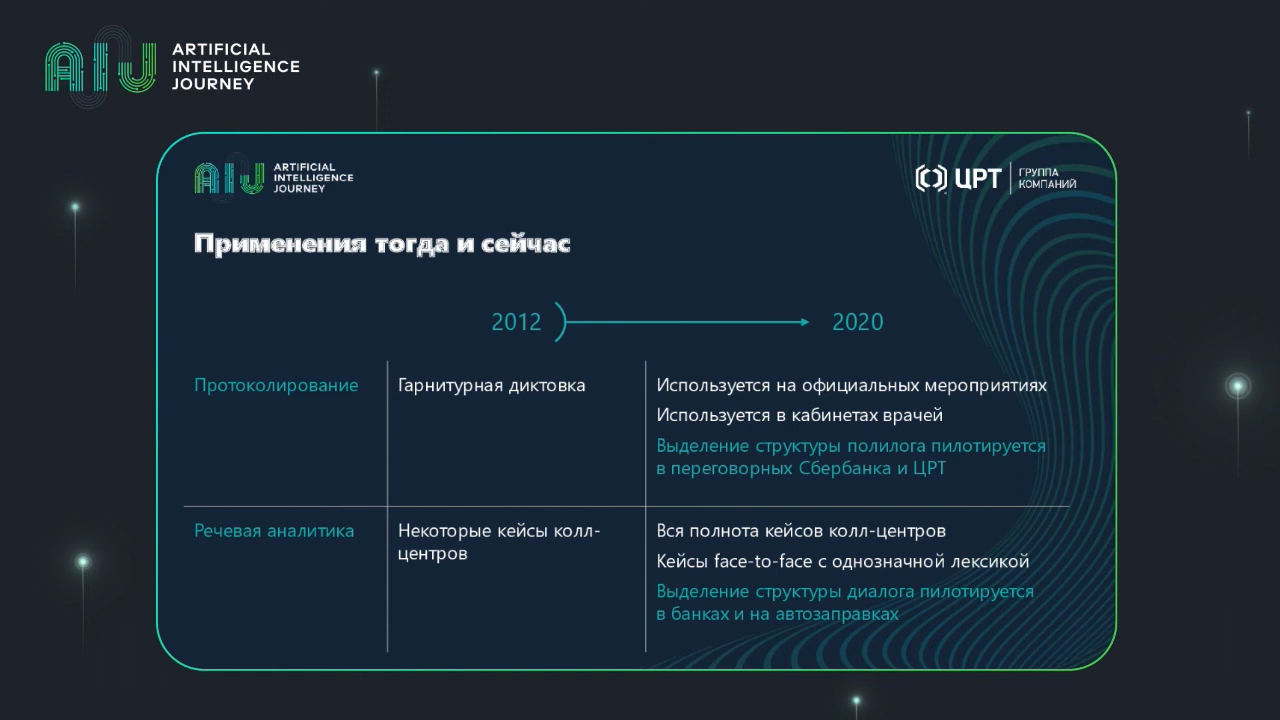 ARTIFICIAL
INTELLIGENCE
JOURNEY
ARTIFICIAL
INTELLIGENCE
JOURNEY
ЦРТ
ГРУППА
КОМПАНИЙ
Применения тогда и сейчас
2012
2020
Протоколирование
Гарнитурная диктовка
Используется на официальных мероприятиях
Используется в кабинетах врачей
Выделение структуры полилога пилотируется
в переговорных Сбербанка и ЦРТ
Речевая аналитика
Некоторые кейсы колл-
центров
Вся полнота кейсов колл-центров
Кейсы face-to-face с однозначной лексикой
Выделение структуры диалога пилотируется
в банках и на автозаправках